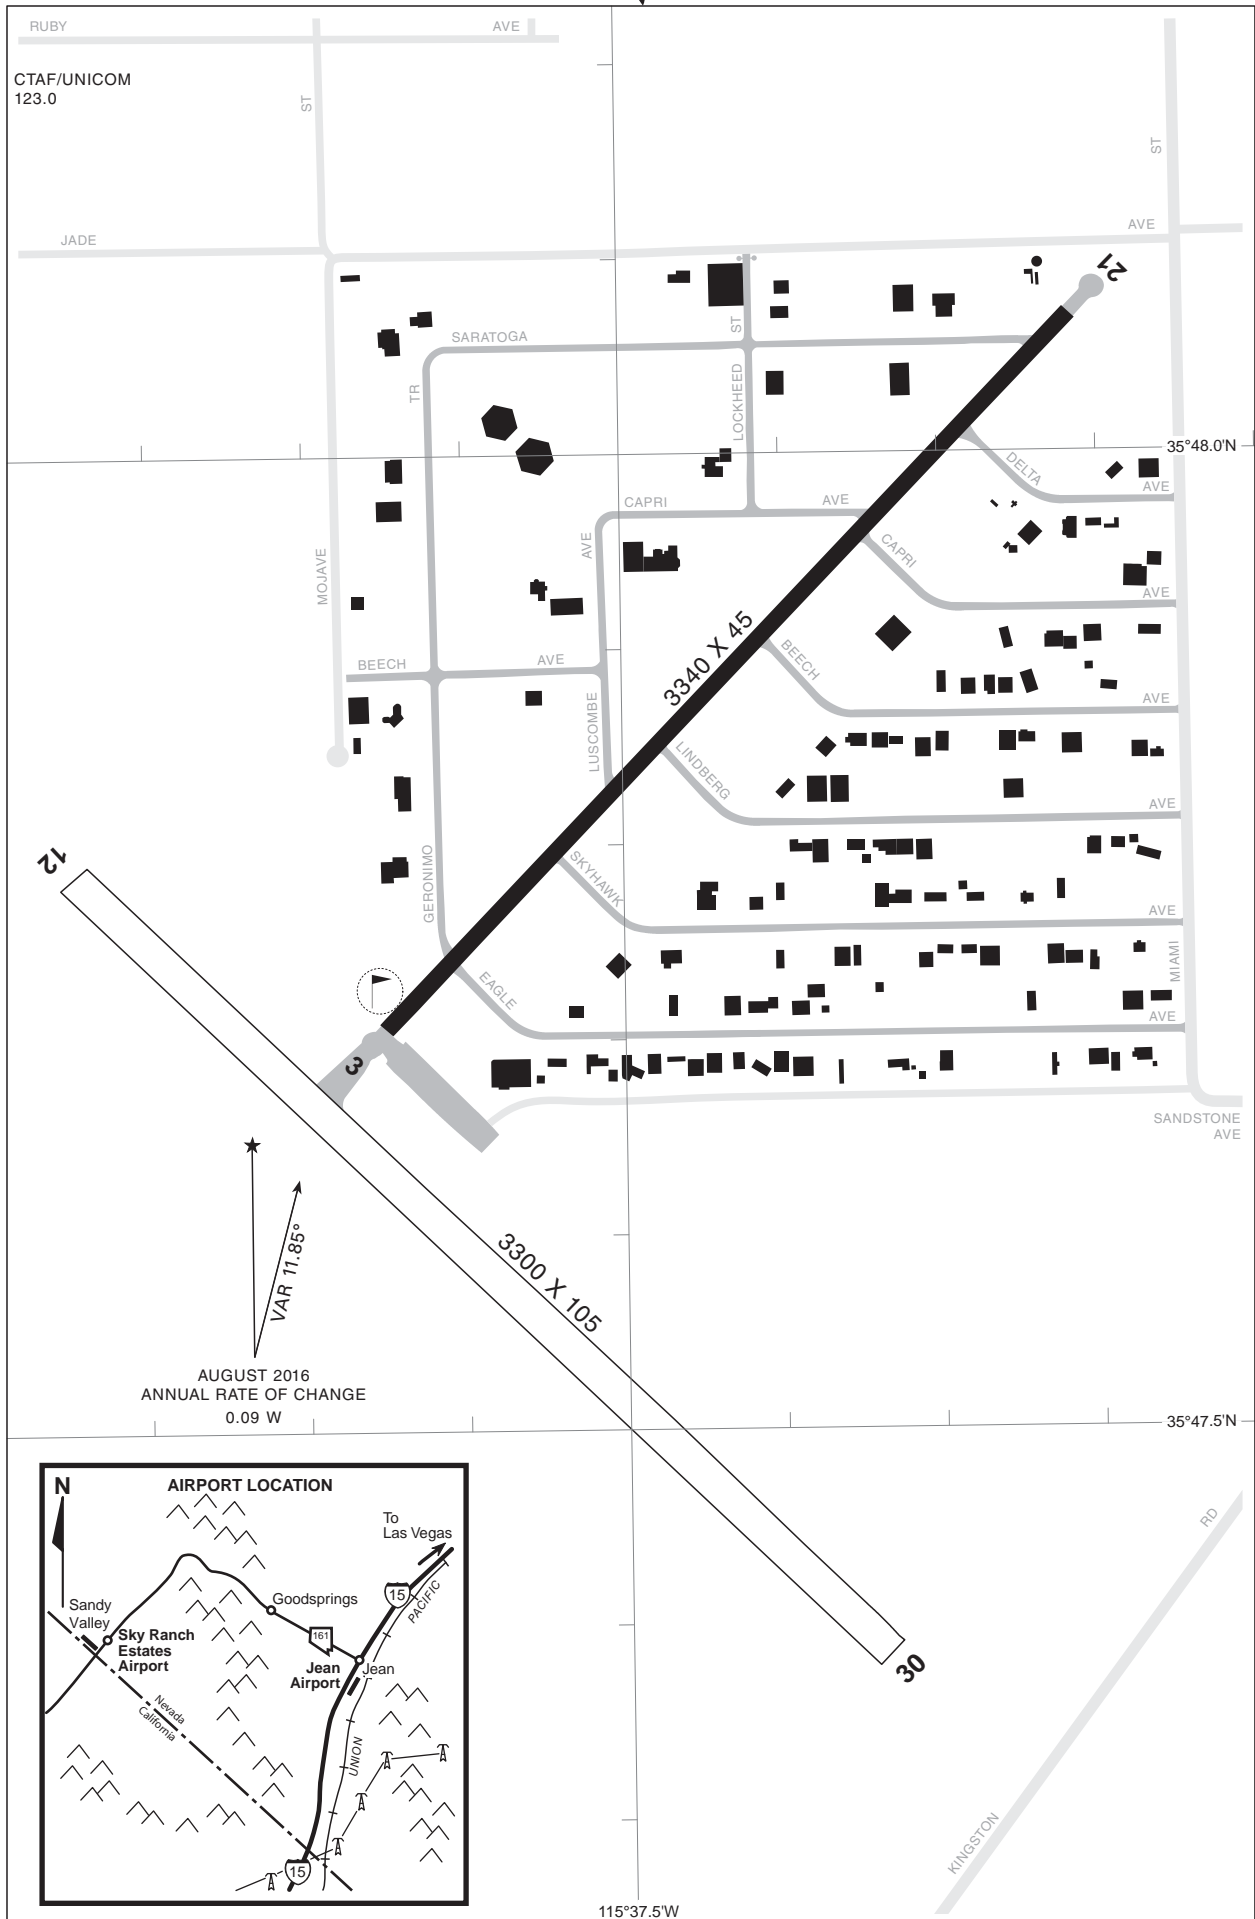 RUBY
AVE
CTAF/UNICOM
123.0
ST
ST
JADE
AVE
21
SARATOGA
ST
TR
LOCKHEED
35°48.0'N
DELTA
AVE
CAPRI
AVE
AVE
CAPRI
MOJAVE
AVE
3340 X 45
BEECH
AVE
BEECH
AVE
LUSCOMBE
LINDBERG
AVE
12
GERONIMO
SKYHAWK
AVE
MIAMI
EAGLE
AVE
3
SANDSTONE
AVE
VAR 11.85°
3300 X 105
AUGUST 2016
ANNUAL RATE OF CHANGE
0.09 W
35°47.5'N
30
RD
KINGSTON
115°37.5'W
AIRPORT LOCATION
N
To
Las Vegas
15
PACIFIC
Goodsprings
Sandy
Valley
161
Sky Ranch
Estates
Airport
Jean
Airport
Jean
Nevada
California
UNION
15